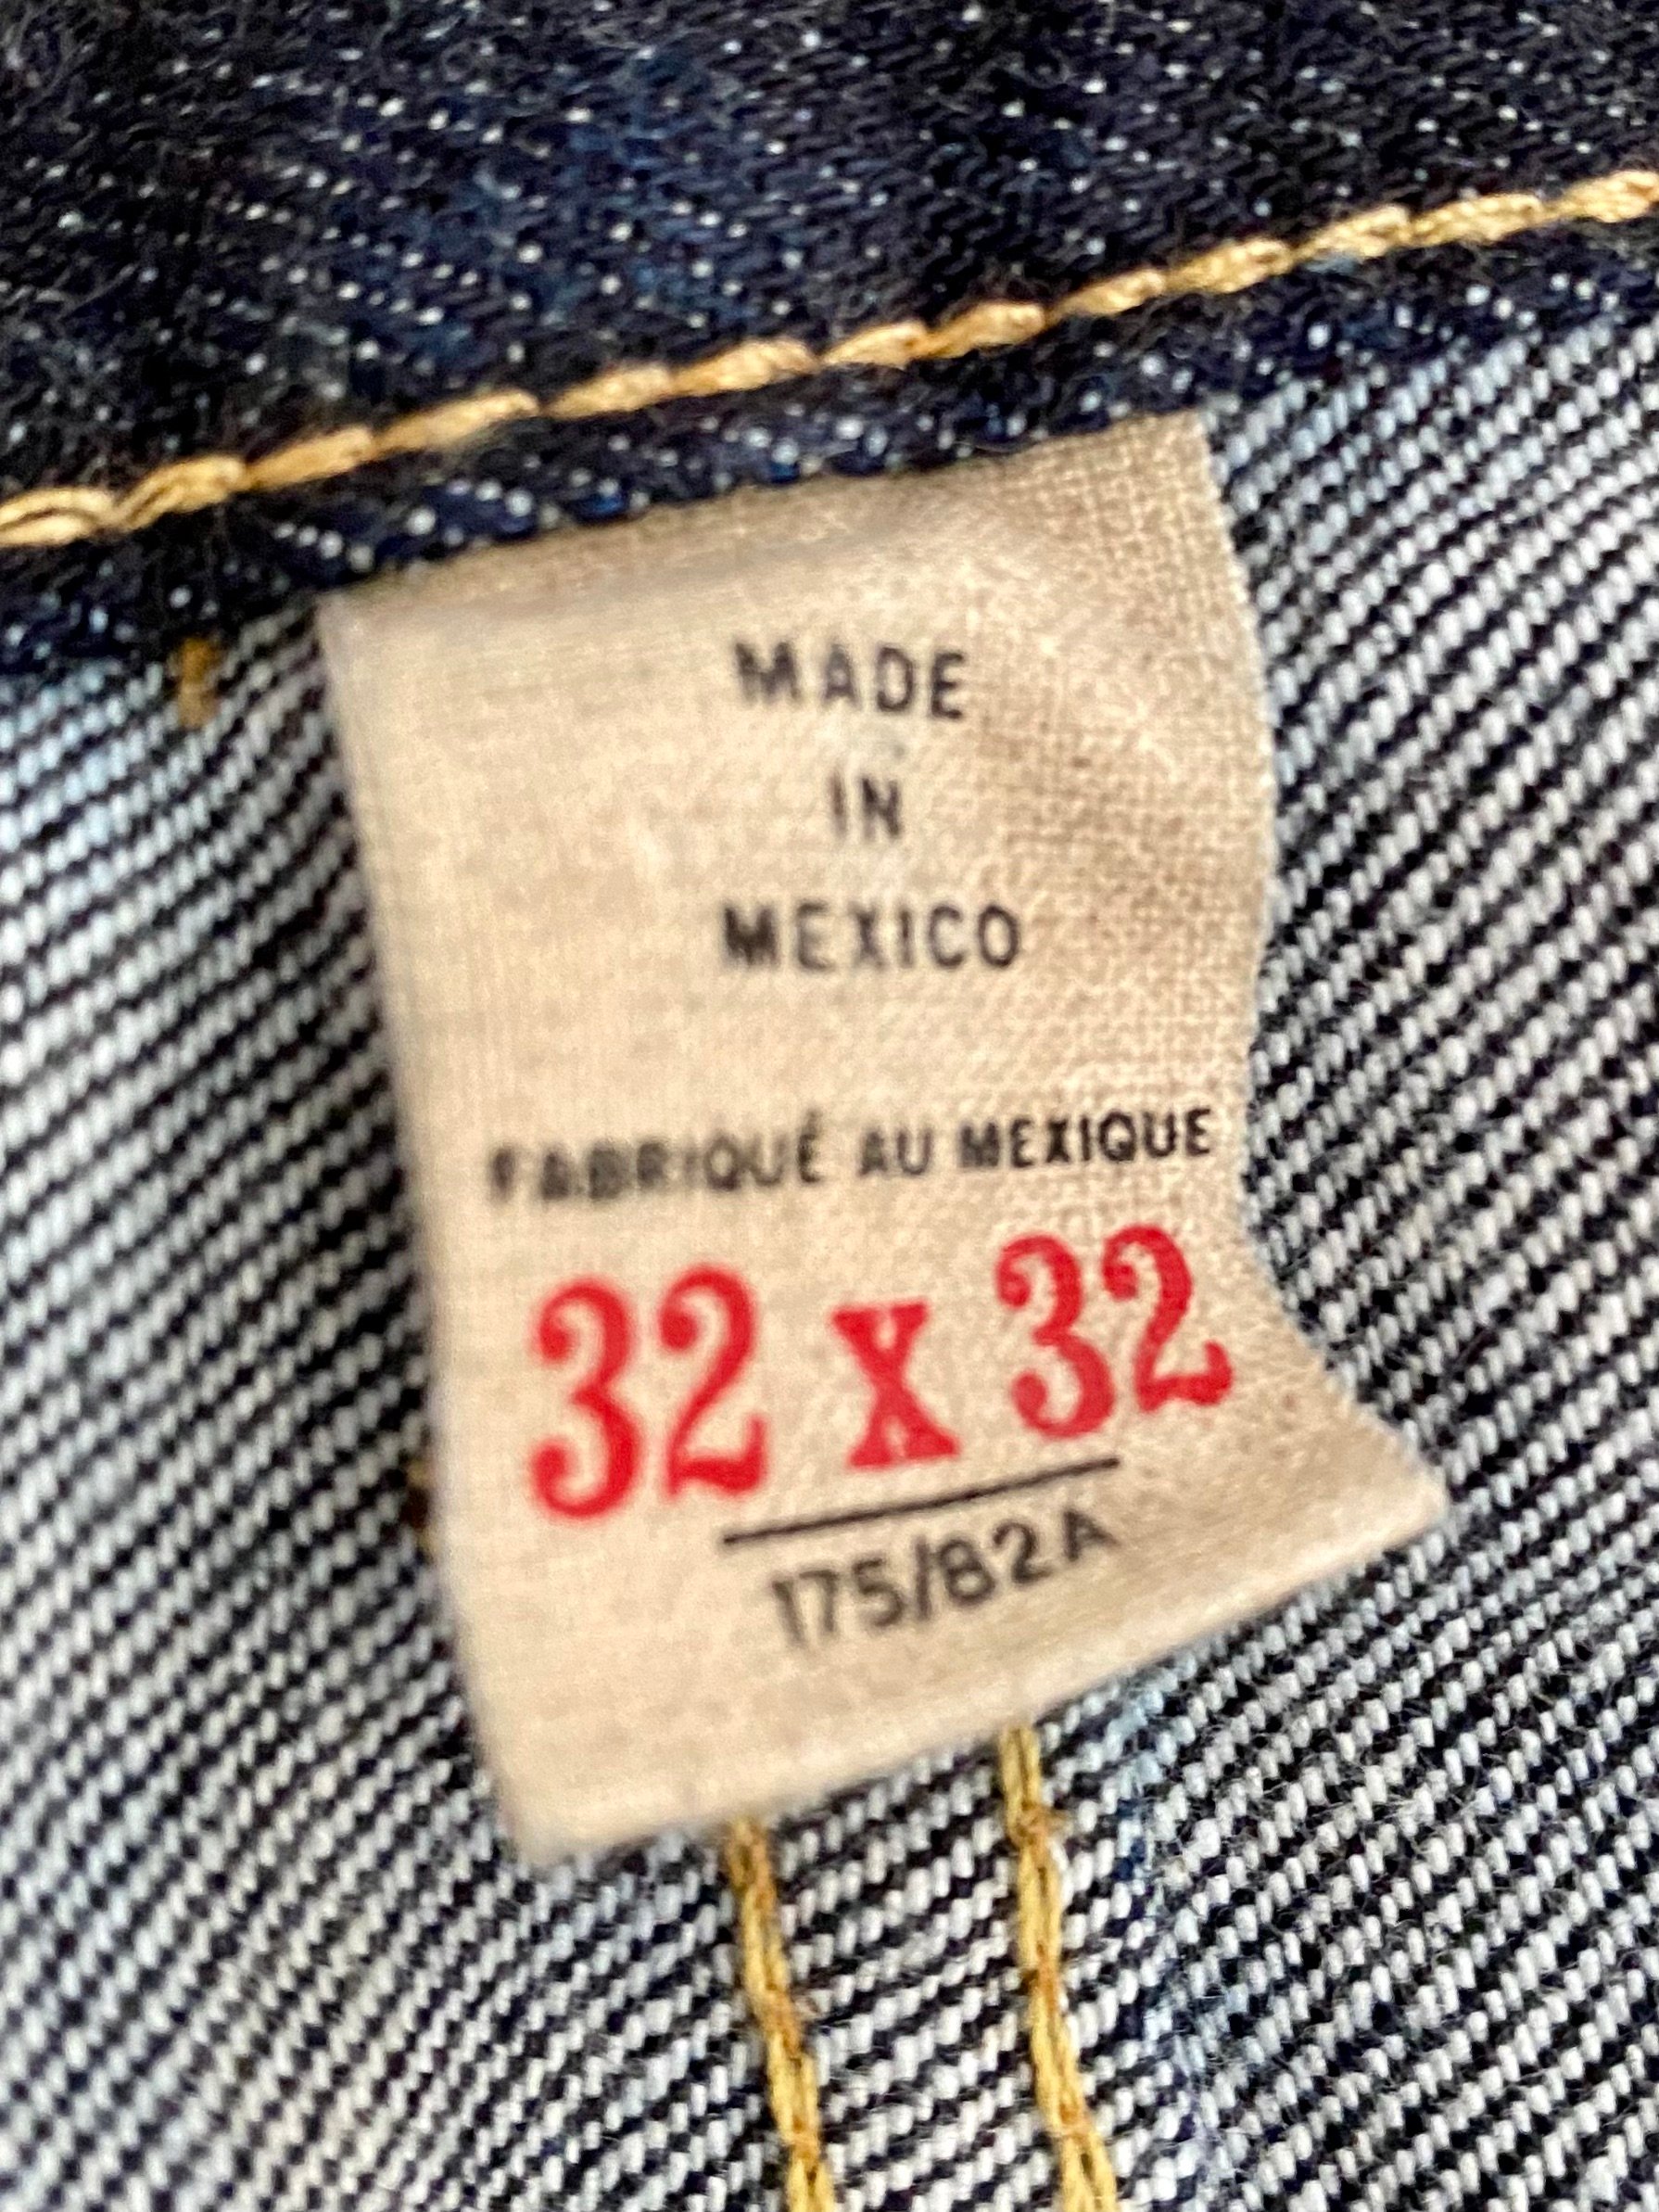 MADE
IN
MEXICO
FABRIQUÉ AU MEXIQUE
32 x 32
175/82A